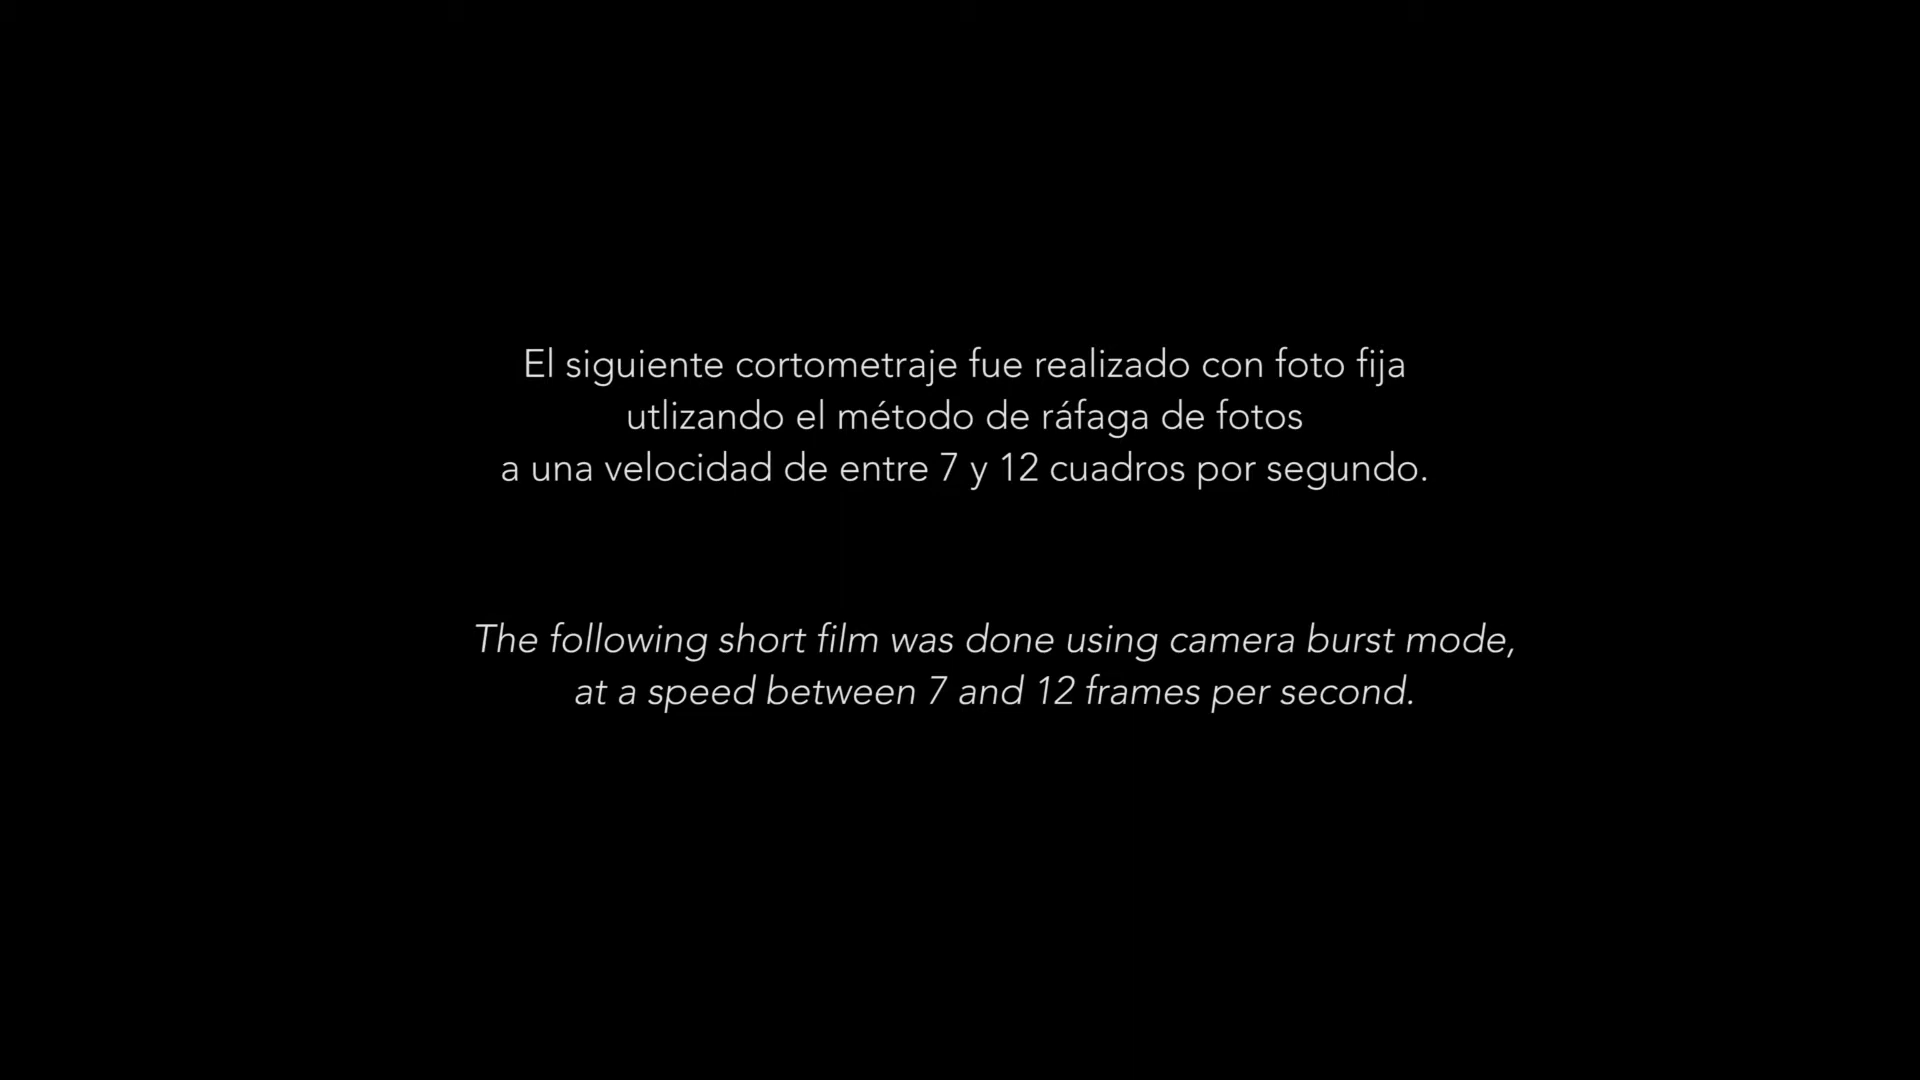 El siguiente cortometraje fue realizado con foto fija
utlizando el método de ráfaga de fotos
a una velocidad de entre 7 y 12 cuadros por segundo.
The following short film was done using camera burst mode,
at a speed between 7 and 12 frames per second.